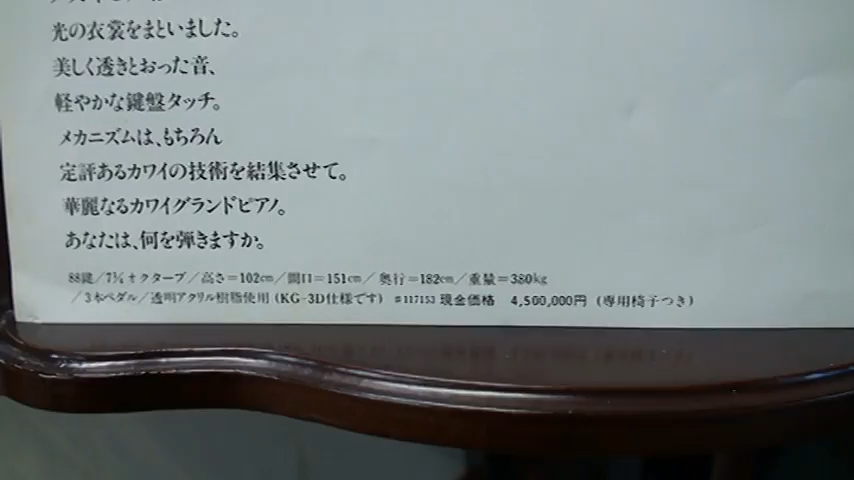 光の衣裳をまといました。
美しく透きとおった音、
軽やかな鍵盤タッチ。
メカニズムは、もちろん
定評あるカワイの技術を結集させて。
華麗なるカワイグランドピアノ。
あなたは、何を弾きますか。
88鍵/7¼オクターブ/高さ=102cm/間口=151cm/奥行=182cm/重量=380kg
/3本ペダル/透明アクリル樹脂使用(KG-3D仕様です) #117153 現金価格 4,500,000円(専用椅子つき)